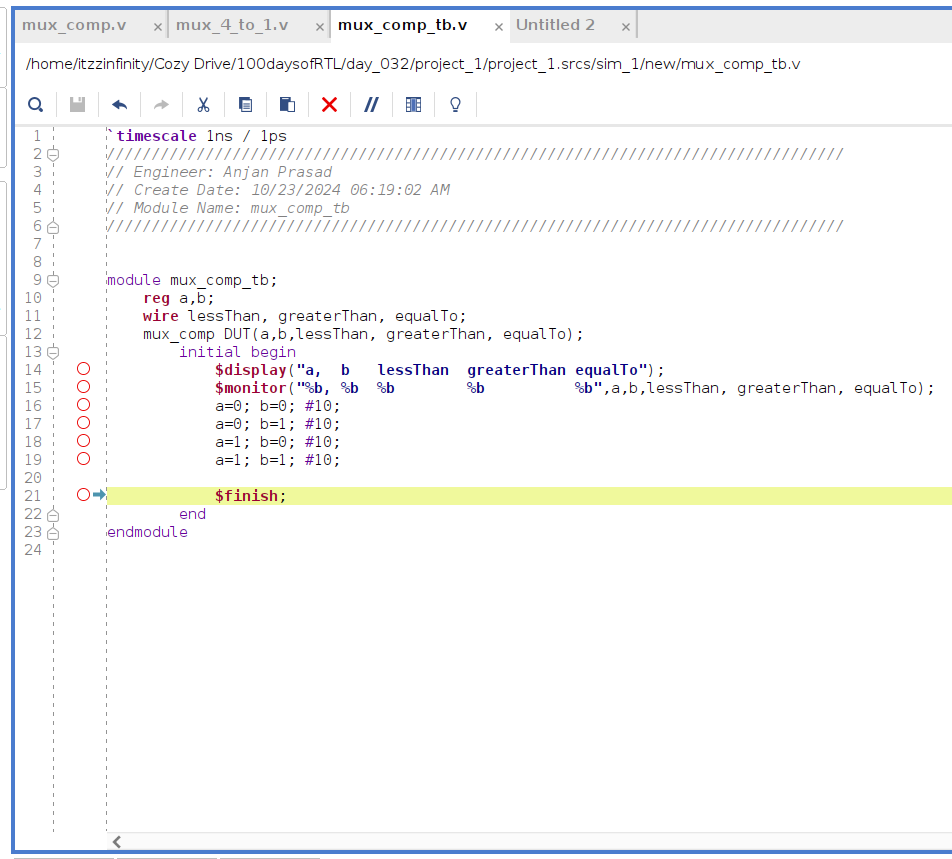 mux_comp.v × mux_4_to_1.v × mux_comp_tb.v × Untitled 2 ×
/home/itzzinfinity/Cozy Drive/100daysofRTL/day_032/project_1/project_1.srcs/sim_1/new/mux_comp_tb.v
1 `timescale 1ns / 1ps
2 //////////////////////////////////////////////////////////////////////////////////
3 // Engineer: Anjan Prasad
4 // Create Date: 10/23/2024 06:19:02 AM
5 // Module Name: mux_comp_tb
6 //////////////////////////////////////////////////////////////////////////////////
7
8
9 module mux_comp_tb;
10     reg a,b;
11     wire lessThan, greaterThan, equalTo;
12     mux_comp DUT(a,b,lessThan, greaterThan, equalTo);
13         initial begin
14             $display("a,  b   lessThan  greaterThan equalTo");
15             $monitor("%b, %b  %b        %b          %b",a,b,lessThan, greaterThan, equalTo);
16             a=0; b=0; #10;
17             a=0; b=1; #10;
18             a=1; b=0; #10;
19             a=1; b=1; #10;
20
21             $finish;
22         end
23 endmodule
24